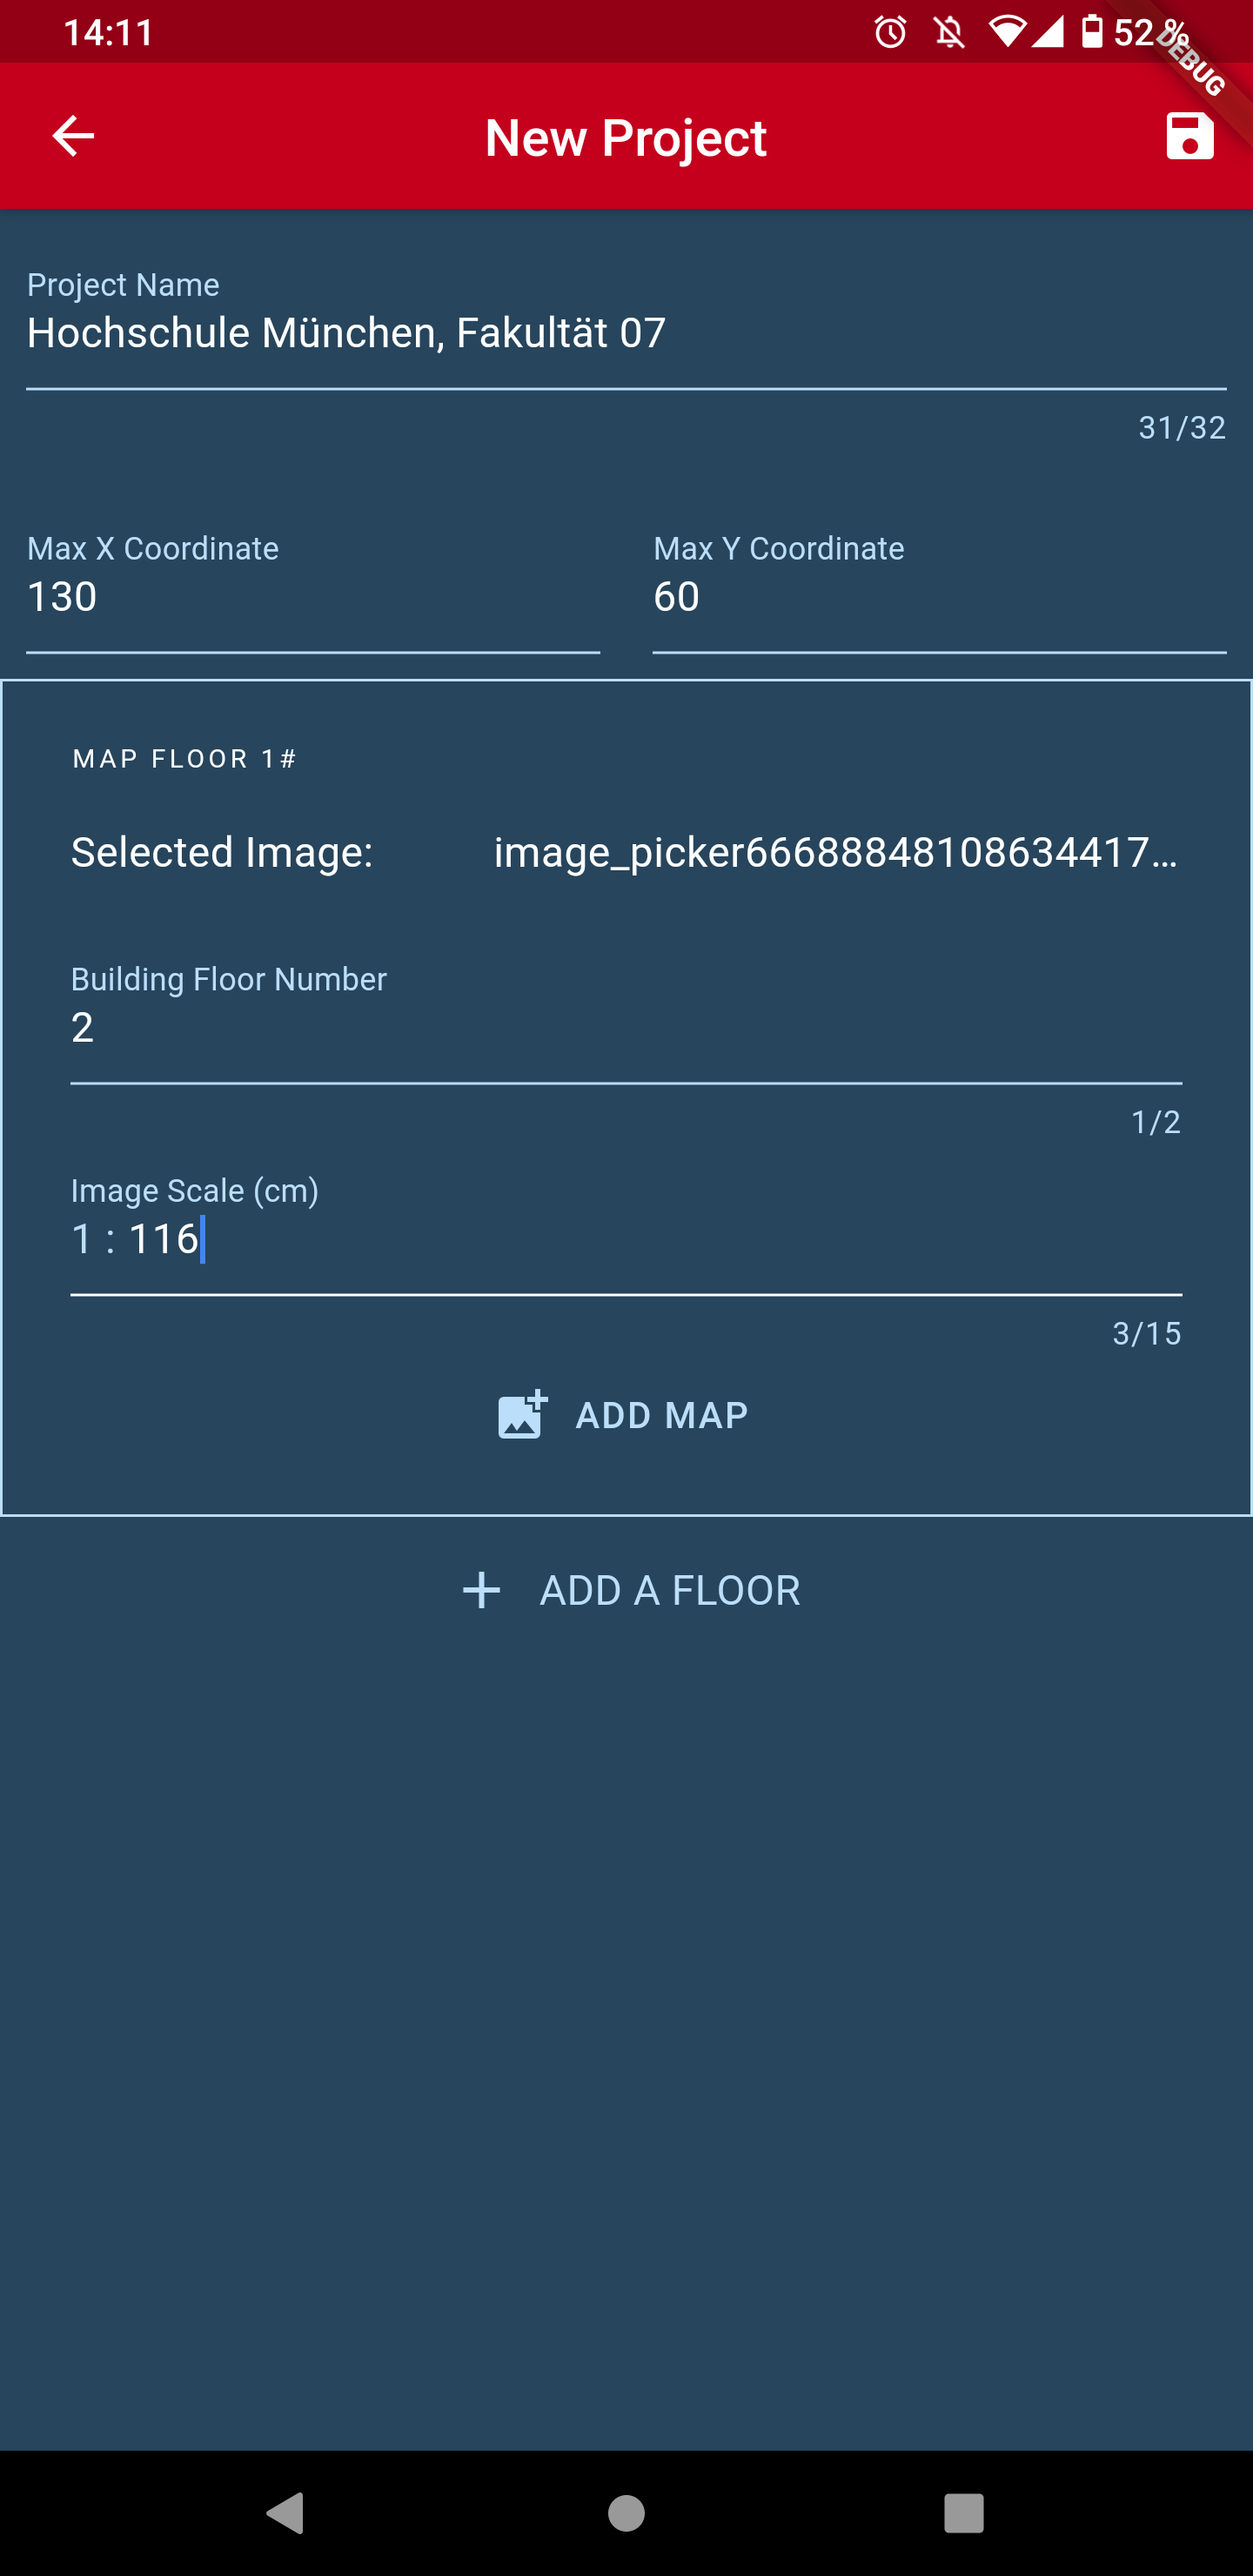 14:11
52 %
DEBUG
New Project
Project Name
Hochschule München, Fakultät 07
31/32
Max X Coordinate
Max Y Coordinate
130
60
MAP FLOOR 1#
Selected Image: image_picker66688848108634417...
Building Floor Number
2
1/2
Image Scale (cm)
1 : 116
3/15
ADD MAP
ADD A FLOOR